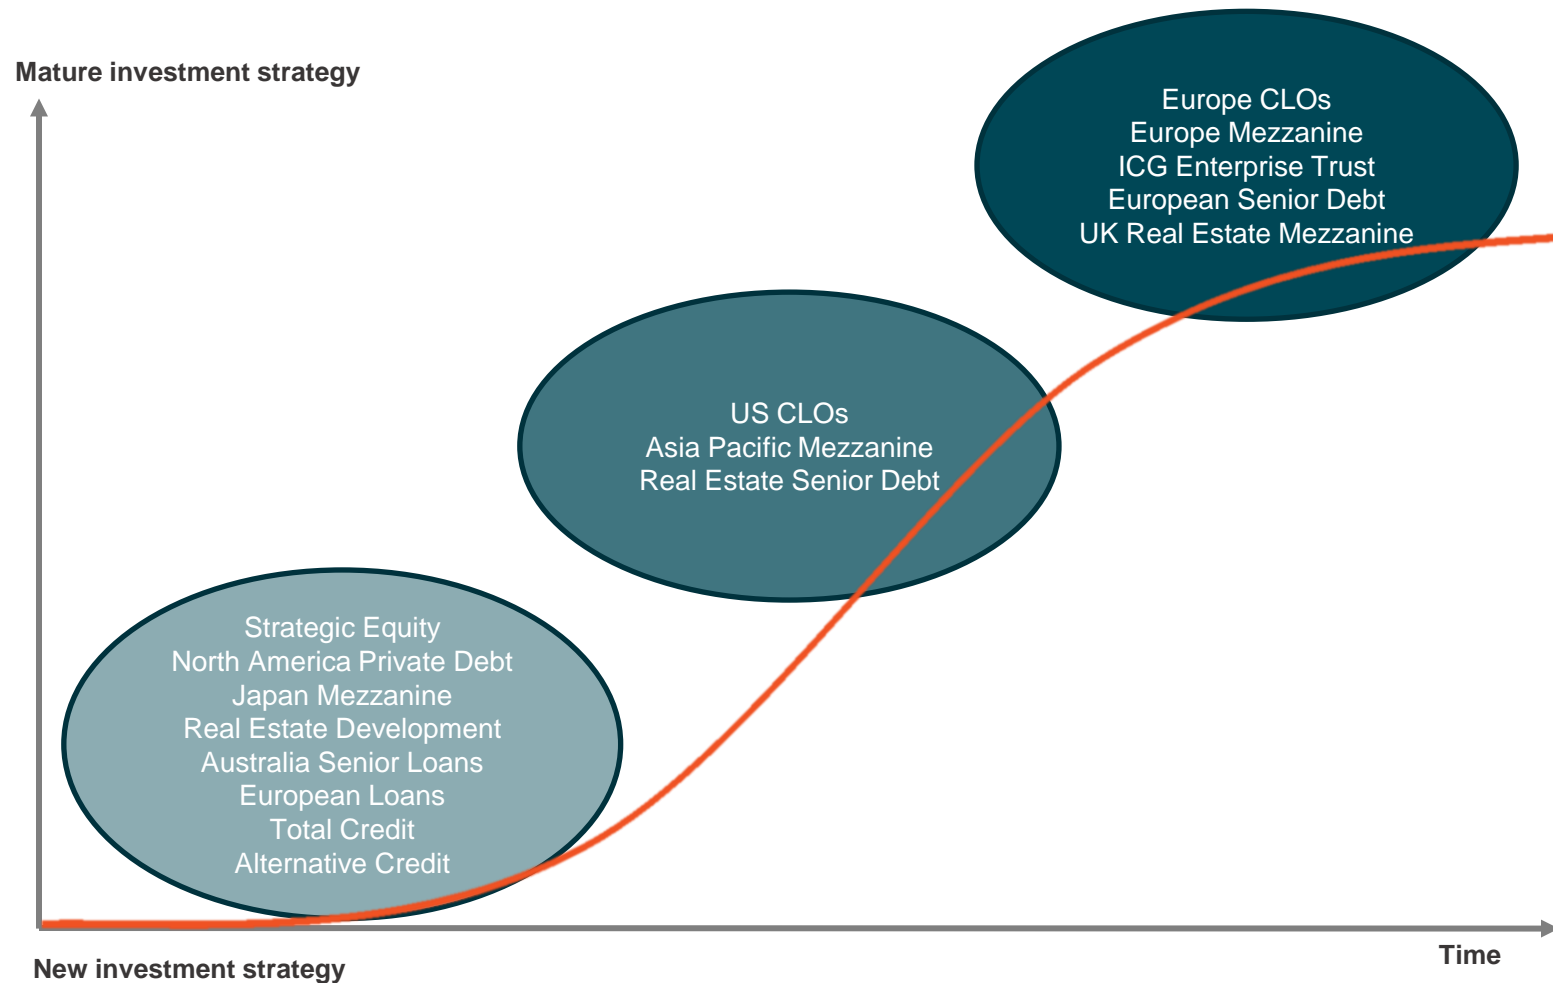 Mature investment strategy
Europe CLOs
Europe Mezzanine
ICG Enterprise Trust
European Senior Debt
UK Real Estate Mezzanine
US CLOs
Asia Pacific Mezzanine
Real Estate Senior Debt
Strategic Equity
North America Private Debt
Japan Mezzanine
Real Estate Development
Australia Senior Loans
European Loans
Total Credit
Alternative Credit
Time
New investment strategy